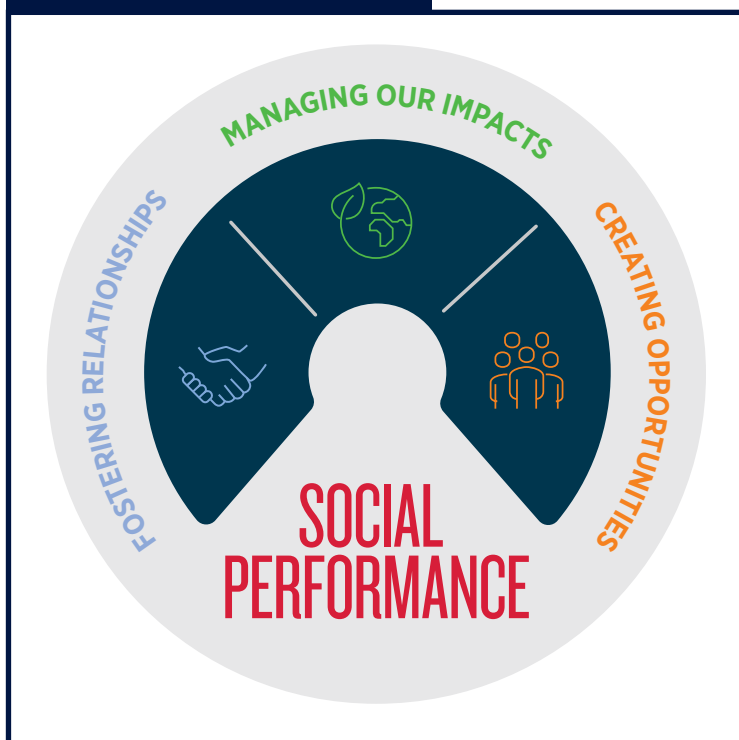 MANAGING OUR IMPACTS
FOSTERING RELATIONSHIPS
CREATING OPPORTUNITIES
SOCIAL
PERFORMANCE